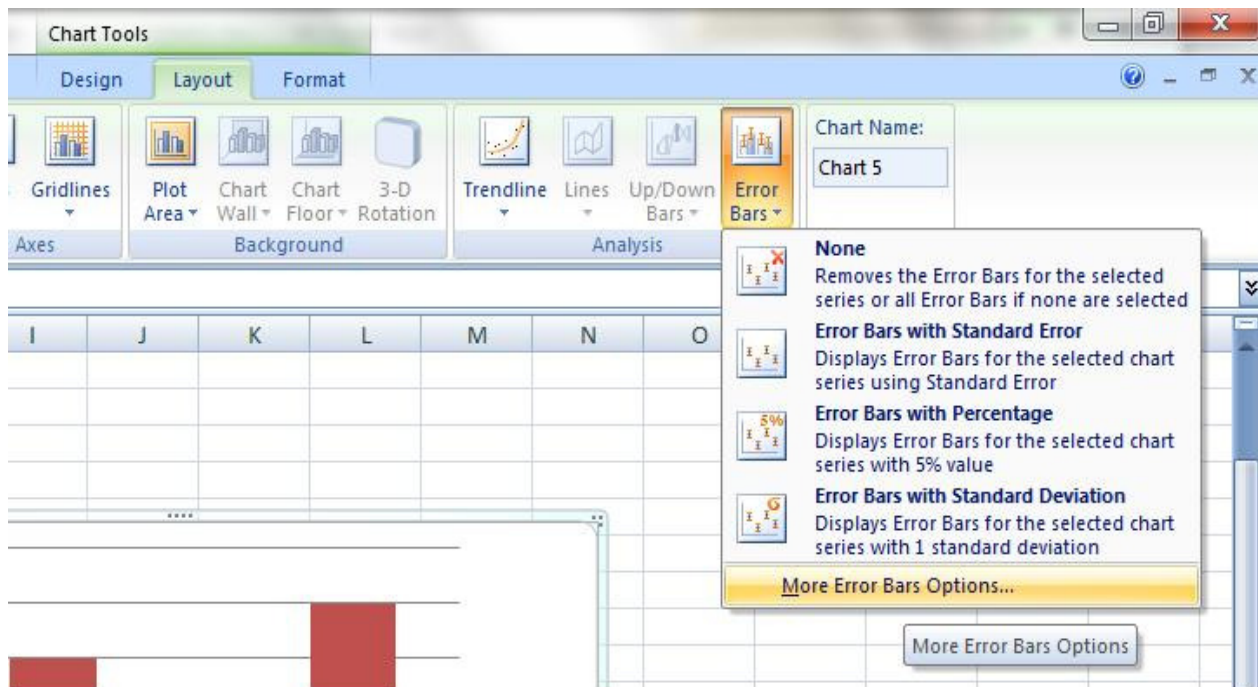 Chart Tools
Design Layout Format
Gridlines
Plot Area
Chart Wall
Chart Floor
3-D Rotation
Trendline
Lines
Up/Down Bars
Error Bars
Chart Name:
Chart 5
Axes
Background
Analysis
None
Removes the Error Bars for the selected
series or all Error Bars if none are selected
Error Bars with Standard Error
Displays Error Bars for the selected chart
series using Standard Error
5%
Error Bars with Percentage
Displays Error Bars for the selected chart
series with 5% value
Error Bars with Standard Deviation
Displays Error Bars for the selected chart
series with 1 standard deviation
More Error Bars Options...
More Error Bars Options
I J K L M N O